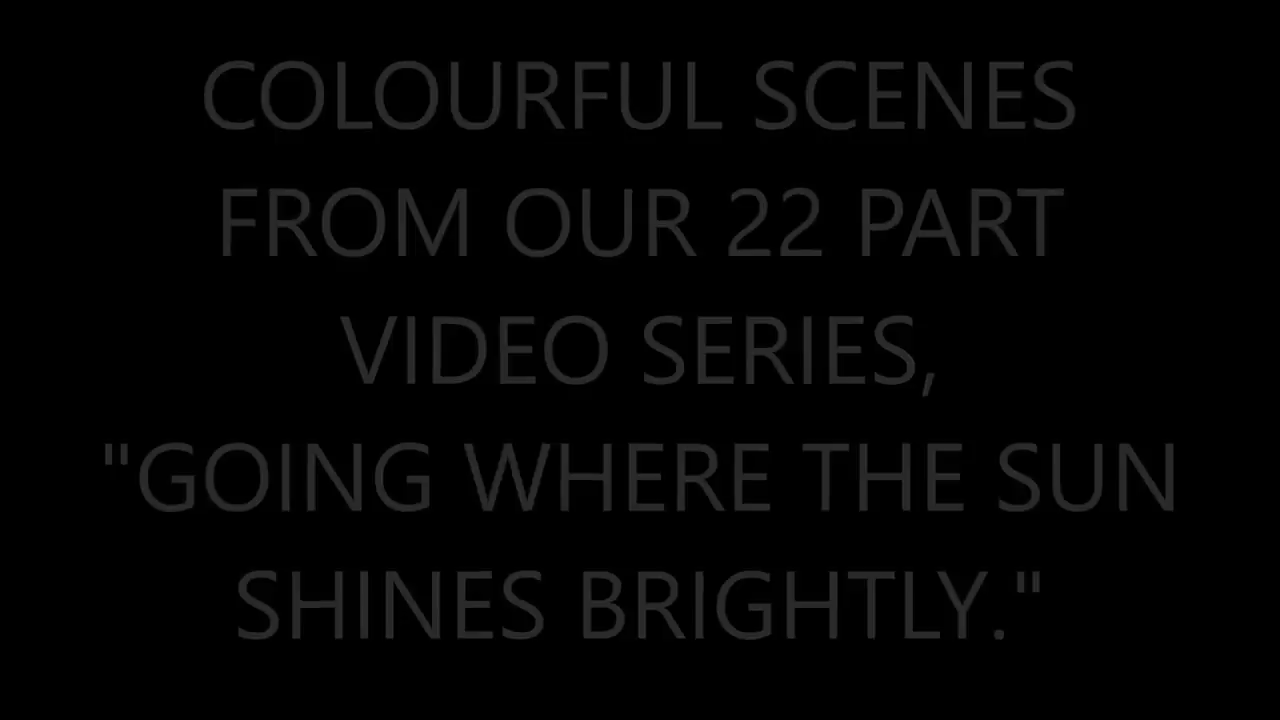 COLOURFUL SCENES
FROM OUR 22 PART
VIDEO SERIES,
"GOING WHERE THE SUN
SHINES BRIGHTLY."